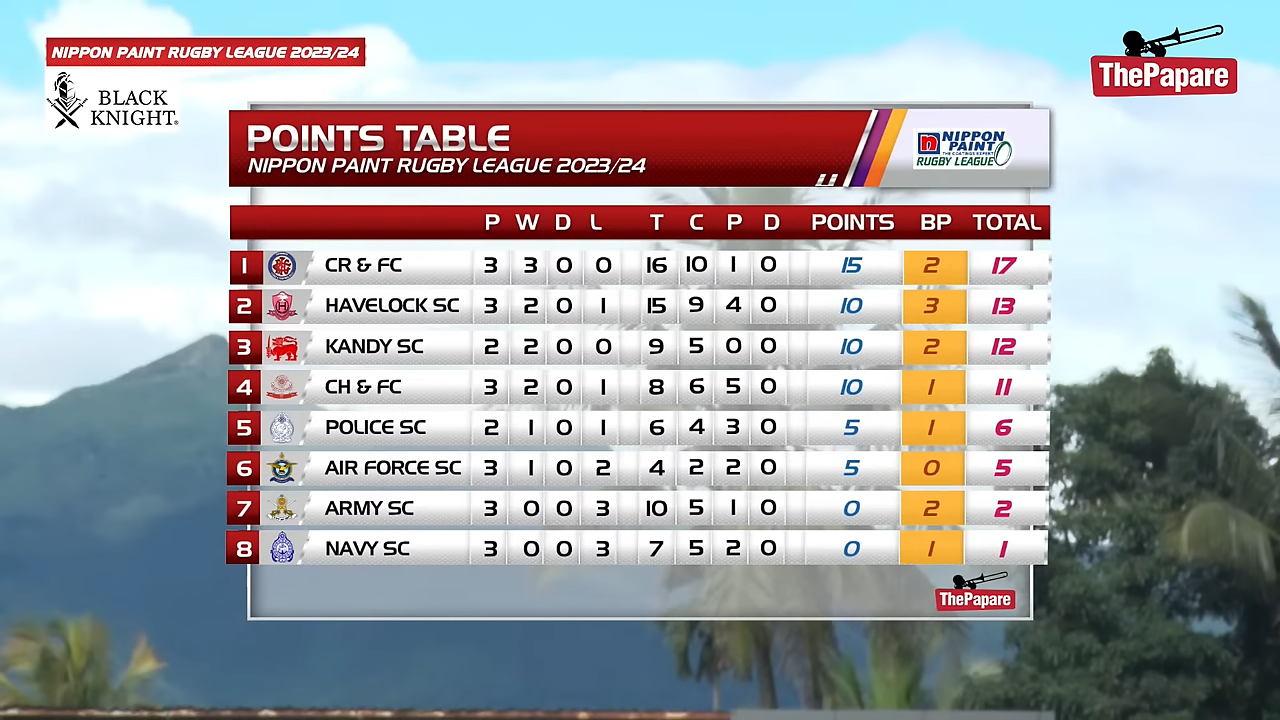 NIPPON PAINT RUGBY LEAGUE 2023/24
BLACK KNIGHT
ThePapare
POINTS TABLE
NIPPON PAINT RUGBY LEAGUE 2023/24
NIPPON PAINT
RUGBY LEAGUE
P W D L T C P D POINTS BP TOTAL
1 CR & FC 3 3 0 0 16 10 1 0 15 2 17
2 HAVELOCK SC 3 2 0 1 15 9 4 0 10 3 13
3 KANDY SC 2 2 0 0 9 5 0 0 10 2 12
4 CH & FC 3 2 0 1 8 6 5 0 10 1 11
5 POLICE SC 2 1 0 1 6 4 3 0 5 1 6
6 AIR FORCE SC 3 1 0 2 4 2 2 0 5 0 5
7 ARMY SC 3 0 0 3 10 5 1 0 0 2 2
8 NAVY SC 3 0 0 3 7 5 2 0 0 1 1
ThePapare